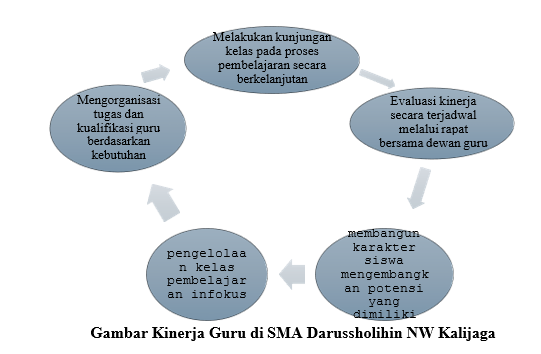 Melakukan kunjungan
kelas pada proses
pembelajaran secara
berkelanjutan
Evaluasi kinerja
secara terjadwal
melalui rapat
bersama dewan guru
membangun
karakter
siswa
mengembangk
an potensi
yang
dimiliki
pengelolaa
n kelas
pembelajar
an infokus
Mengorganisasi
tugas dan
kualifikasi guru
berdasarkan
kebutuhan
Gambar Kinerja Guru di SMA Darussholihin NW Kalijaga